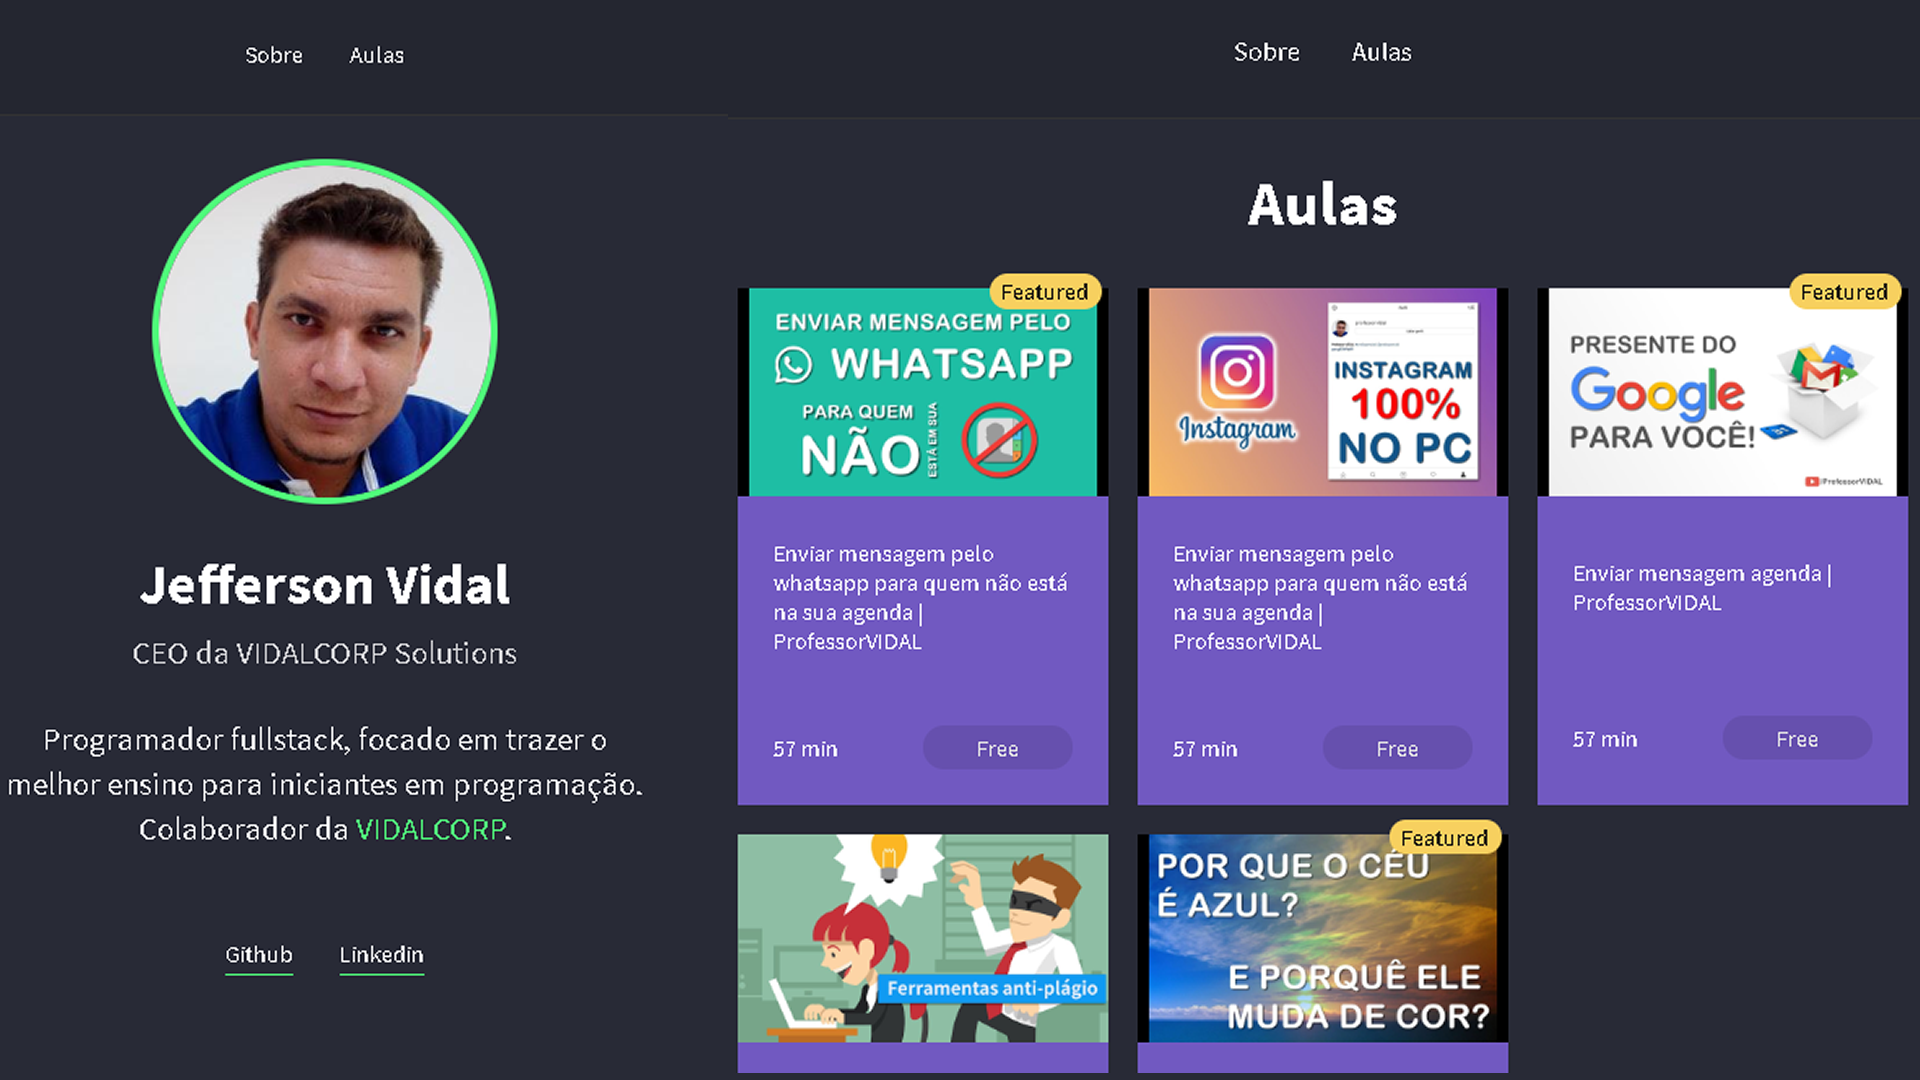 Sobre Aulas
Jefferson Vidal
CEO da VIDALCORP Solutions
Programador fullstack, focado em trazer o
melhor ensino para iniciantes em programação.
Colaborador da VIDALCORP.
Github Linkedin
Sobre Aulas
Aulas
Featured
ENVIAR MENSAGEM PELO
WHATSAPP
PARA QUEM
NÃO
ESTÁ EM SUA
Enviar mensagem pelo
whatsapp para quem não está
na sua agenda |
ProfessorVIDAL
57 min Free
Instagram
INSTAGRAM
100%
NO PC
Enviar mensagem pelo
whatsapp para quem não está
na sua agenda |
ProfessorVIDAL
57 min Free
Featured
PRESENTE DO
Google
PARA VOCÊ!
/ProfessorVIDAL
Enviar mensagem agenda |
ProfessorVIDAL
57 min Free
Ferramentas anti-plágio
Featured
POR QUE O CÉU
É AZUL?
E PORQUÊ ELE
MUDA DE COR?